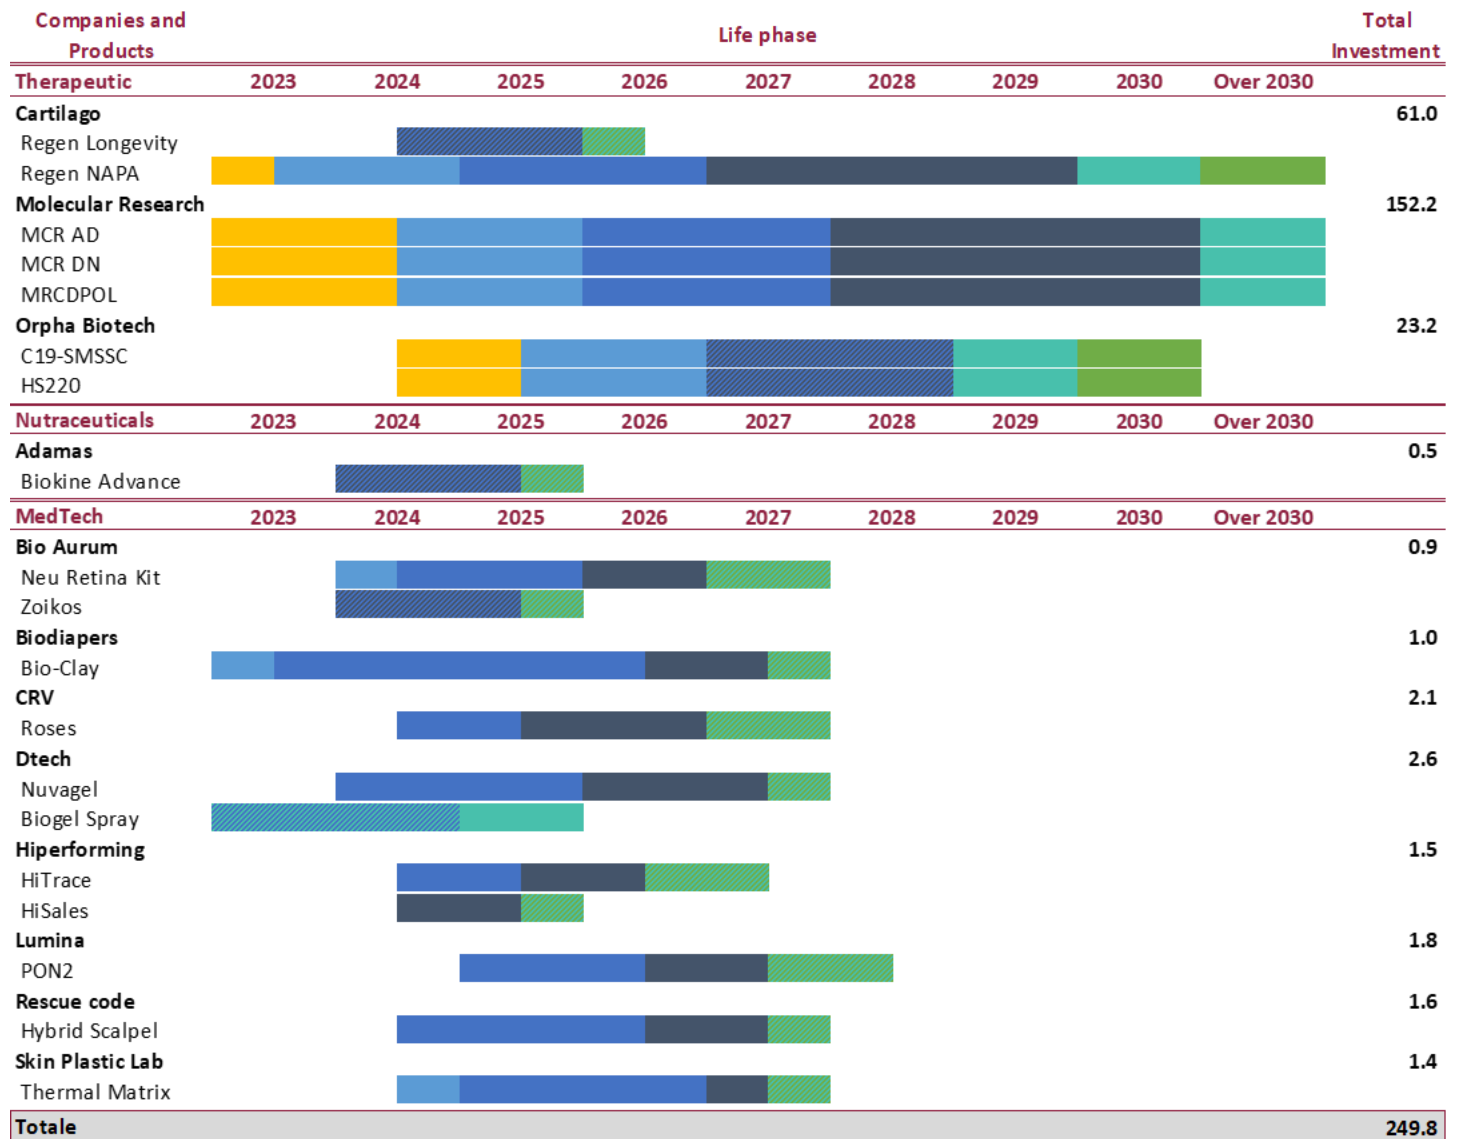 Companies and Products Life phase Total Investment
Therapeutic 2023 2024 2025 2026 2027 2028 2029 2030 Over 2030
Cartilago 61.0
Regen Longevity
Regen NAPA
Molecular Research 152.2
MCR AD
MCR DN
MRCDPOL
Orpha Biotech 23.2
C19-SMSSC
HS220
Nutraceuticals 2023 2024 2025 2026 2027 2028 2029 2030 Over 2030
Adamas 0.5
Biokine Advance
MedTech 2023 2024 2025 2026 2027 2028 2029 2030 Over 2030
Bio Aurum 0.9
Neu Retina Kit
Zoikos
Biodiapers 1.0
Bio-Clay
CRV 2.1
Roses
Dtech 2.6
Nuvagel
Biogel Spray
Hiperforming 1.5
HiTrace
HiSales
Lumina 1.8
PON2
Rescue code 1.6
Hybrid Scalpel
Skin Plastic Lab 1.4
Thermal Matrix
Totale 249.8